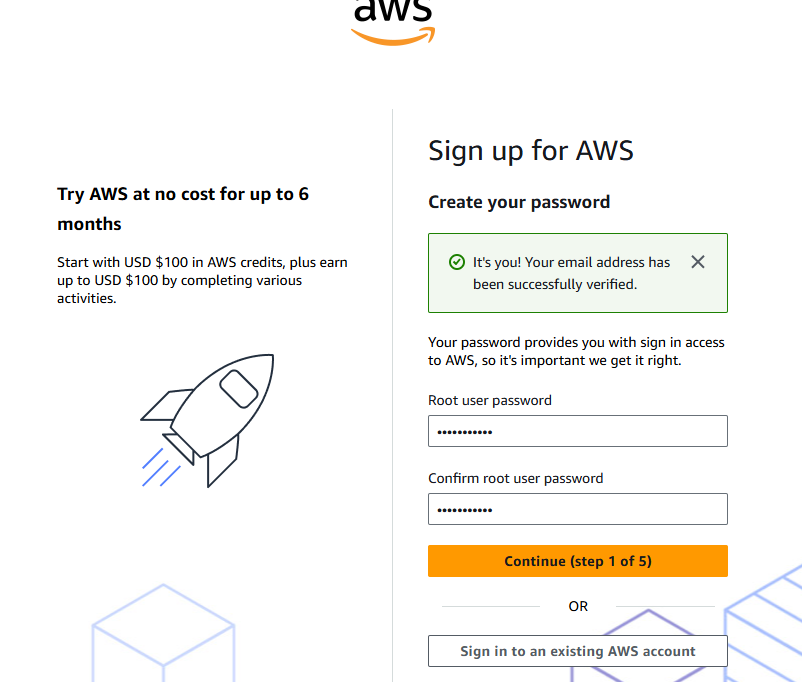 aws
Sign up for AWS
Try AWS at no cost for up to 6
months
Start with USD $100 in AWS credits, plus earn
up to USD $100 by completing various
activities.
Create your password
It's you! Your email address has
been successfully verified.
Your password provides you with sign in access
to AWS, so it's important we get it right.
Root user password
•••••••••••
Confirm root user password
•••••••••••
Continue (step 1 of 5)
OR
Sign in to an existing AWS account